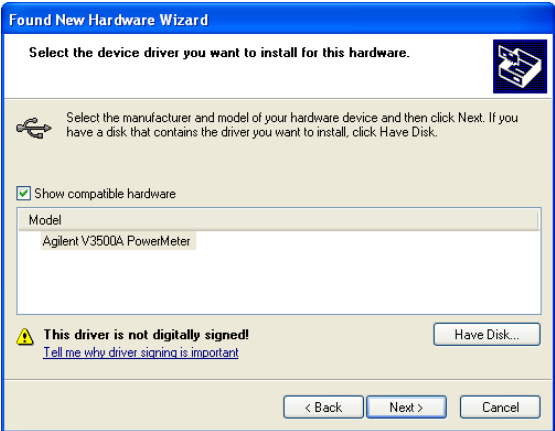 Found New Hardware Wizard
Select the device driver you want to install for this hardware.
Select the manufacturer and model of your hardware device and then click Next. If you
have a disk that contains the driver you want to install, click Have Disk.
Show compatible hardware
Model
Agilent V3500A PowerMeter
This driver is not digitally signed!
Have Disk...
Tell me why driver signing is important
< Back
Next >
Cancel